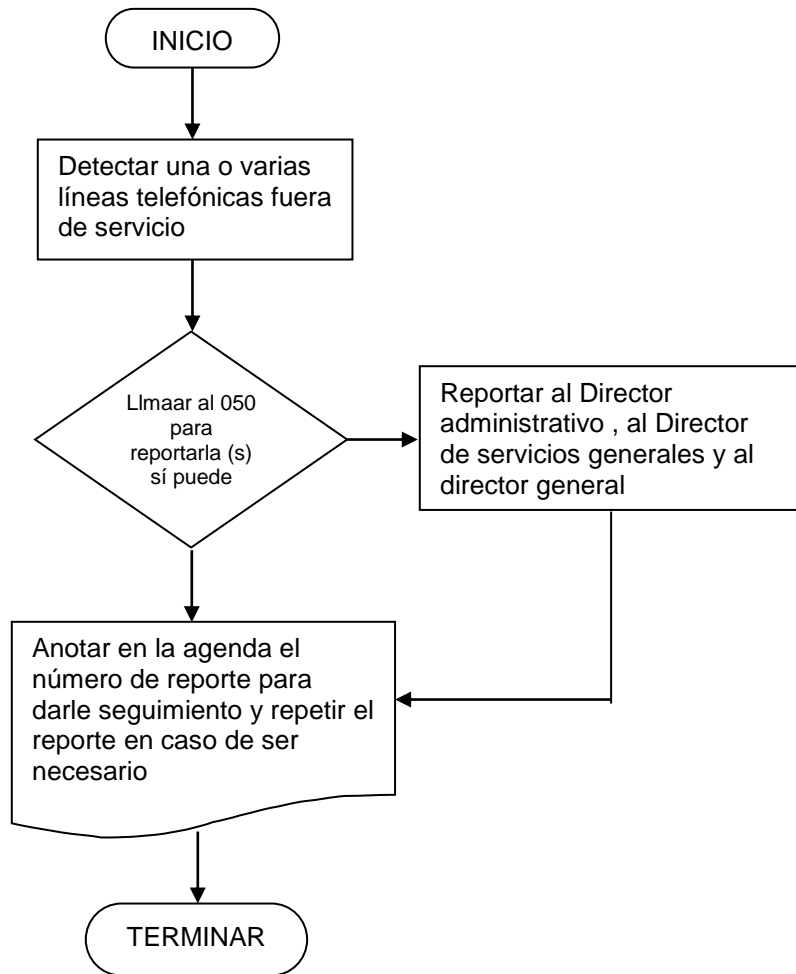 INICIO
Detectar una o varias
líneas telefónicas fuera
de servicio
Llmaar al 050
para
reportarla (s)
sí puede
Reportar al Director
administrativo , al Director
de servicios generales y al
director general
Anotar en la agenda el
número de reporte para
darle seguimiento y repetir el
reporte en caso de ser
necesario
TERMINAR